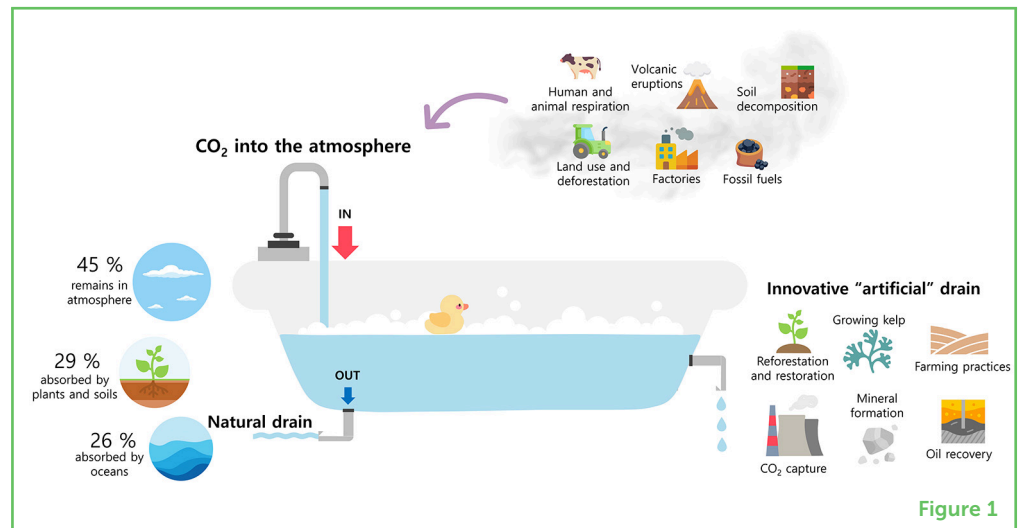 Human and
animal respiration
Volcanic
eruptions
Soil
decomposition
Land use and
deforestation
Factories
Fossil fuels
CO₂ into the atmosphere
IN
45 %
remains in
atmosphere
29 %
absorbed by
plants and soils
26 %
absorbed by
oceans
OUT
Natural drain
Innovative “artificial” drain
Reforestation
and restoration
Growing kelp
Farming practices
CO₂ capture
Mineral
formation
Oil recovery
Figure 1